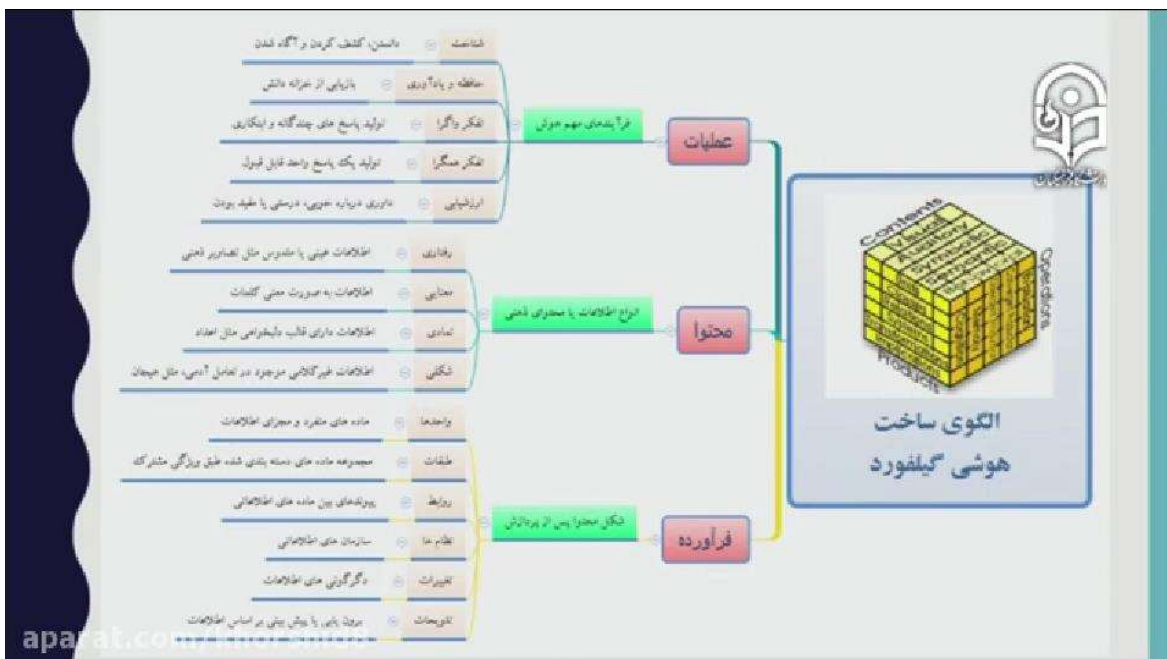 الگوی ساخت
هوشی گیلفورد
Contents
Visual
Auditory
Symbolic
Semantic
Operations
Products
عملیات
فرآیندهای مهم هوش
شناخت
دانستن، کشف کردن و آگاه شدن
حافظه و یادآوری
بازیابی از خزانه دانش
تفکر واگرا
تولید پاسخ های چندگانه و ابتکاری
تفکر همگرا
تولید یک پاسخ واحد قابل قبول
ارزشیابی
داوری درباره خوبی، درستی یا مفید بودن
محتوا
انواع اطلاعات یا محتوای ذهنی
رفتاری
اطلاعات عینی یا ملموس مثل تصاویر ذهنی
معنایی
اطلاعات به صورت معنی کلمات
نمادی
اطلاعات دارای قالب دلبخواهی مثل اعداد
شکلی
اطلاعات غیرکلامی موجود در تعامل آدمی، مثل هیجان
فرآورده
شکل محتوا پس از پردازش
واحدها
ماده های منفرد و مجزای اطلاعات
طبقات
مجموعه ماده های دسته بندی شده طبق ویژگی مشترک
روابط
پیوندهای بین ماده های اطلاعاتی
نظام ها
سازمان های اطلاعاتی
تغییرات
دگرگونی های اطلاعات
تلویحات
برون یابی یا پیش بینی بر اساس اطلاعات